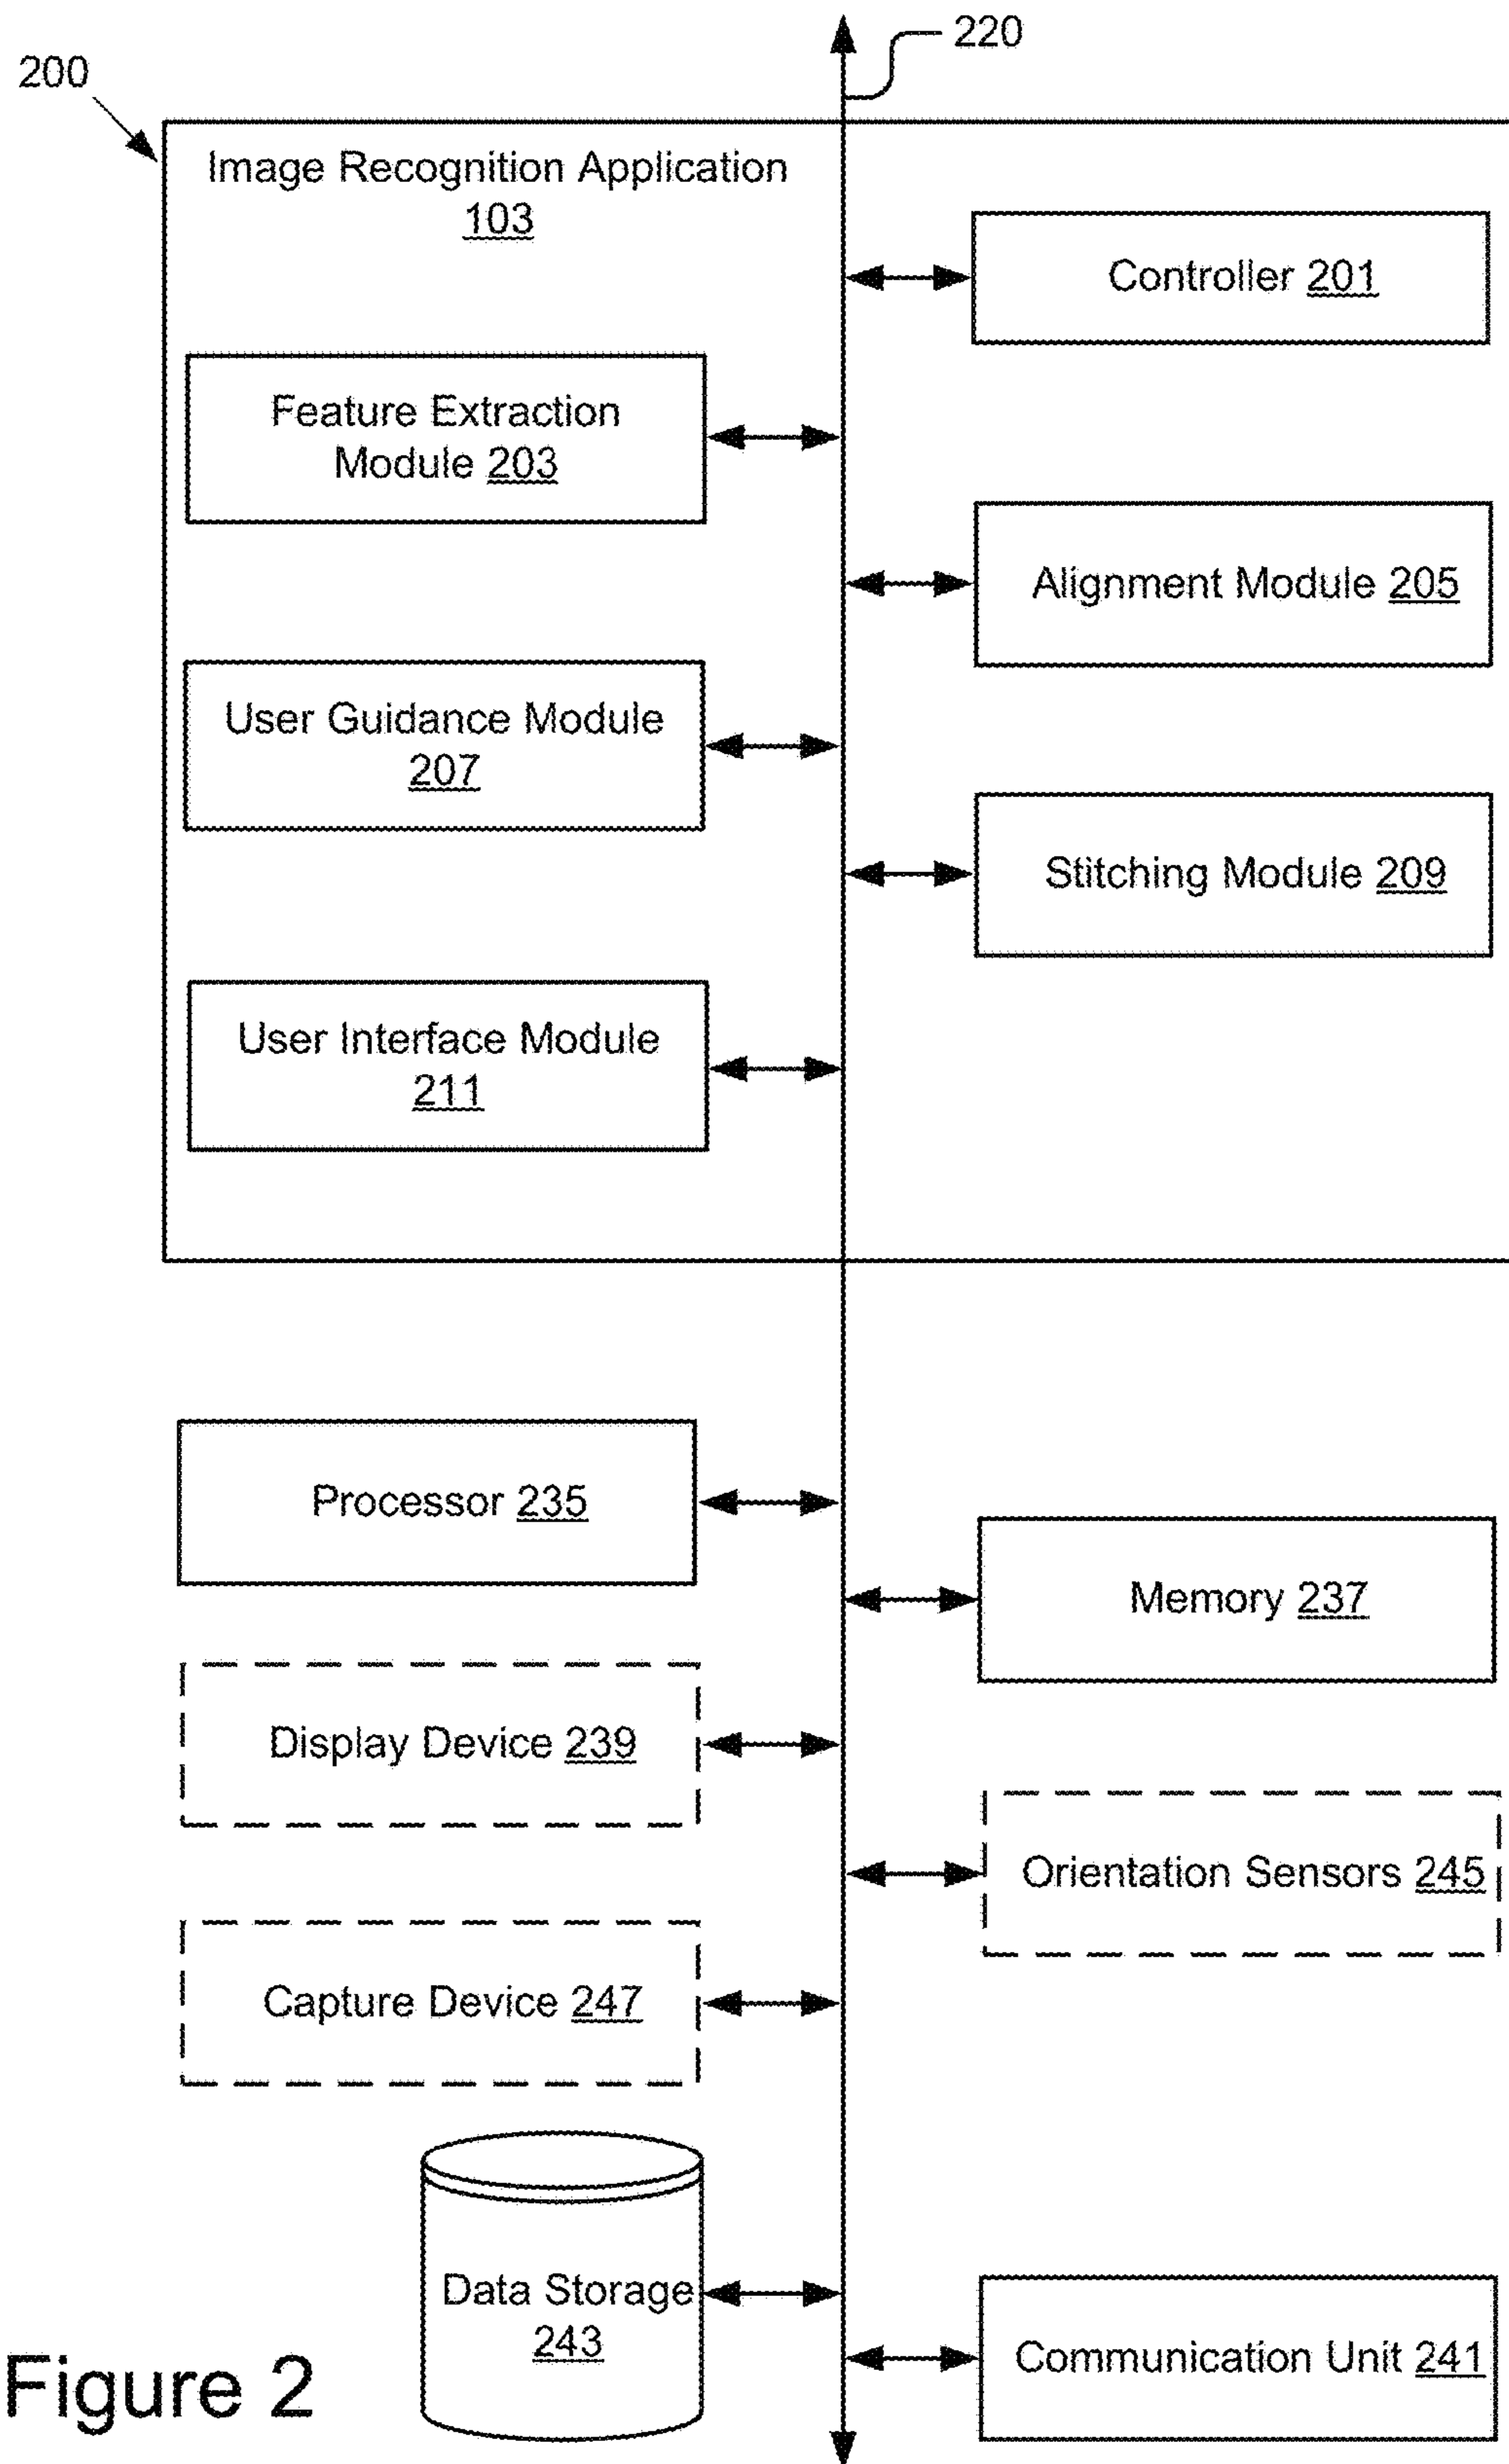 220
200
Image Recognition Application
103
Controller 201
Feature Extraction
Module 203
Alignment Module 205
User Guidance Module
207
Stitching Module 209
User Interface Module
211
Processor 235
Memory 237
Display Device 239
Orientation Sensors 245
Capture Device 247
Data Storage
243
Communication Unit 241
Figure 2